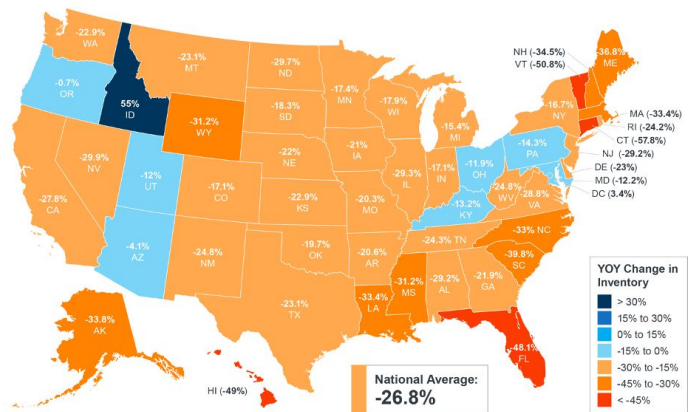 -22.9%
WA
-0.7%
OR
55%
ID
-23.1%
MT
-31.2%
WY
-29.9%
NV
-27.8%
CA
-12%
UT
-4.1%
AZ
-17.1%
CO
-24.8%
NM
-29.7%
ND
-18.3%
SD
-22%
NE
-22.9%
KS
-19.7%
OK
-23.1%
TX
-17.4%
MN
-21%
IA
-20.3%
MO
-20.6%
AR
-33.4%
LA
-17.9%
WI
-29.3%
IL
-15.4%
MI
-17.1%
IN
-11.9%
OH
-13.2%
KY
-24.3% TN
-31.2%
MS
-29.2%
AL
-21.9%
GA
-48.1%
FL
-39.8%
SC
-33% NC
-28.8%
VA
-24.8%
WV
-14.3%
PA
-16.7%
NY
-36.8%
ME
NH (-34.5%)
VT (-50.8%)
MA (-33.4%)
RI (-24.2%)
CT (-57.8%)
NJ (-29.2%)
DE (-23%)
MD (-12.2%)
DC (3.4%)
-33.8%
AK
HI (-49%)
National Average:
-26.8%
YOY Change in
Inventory
> 30%
15% to 30%
0% to 15%
-15% to 0%
-30% to -15%
-45% to -30%
< -45%